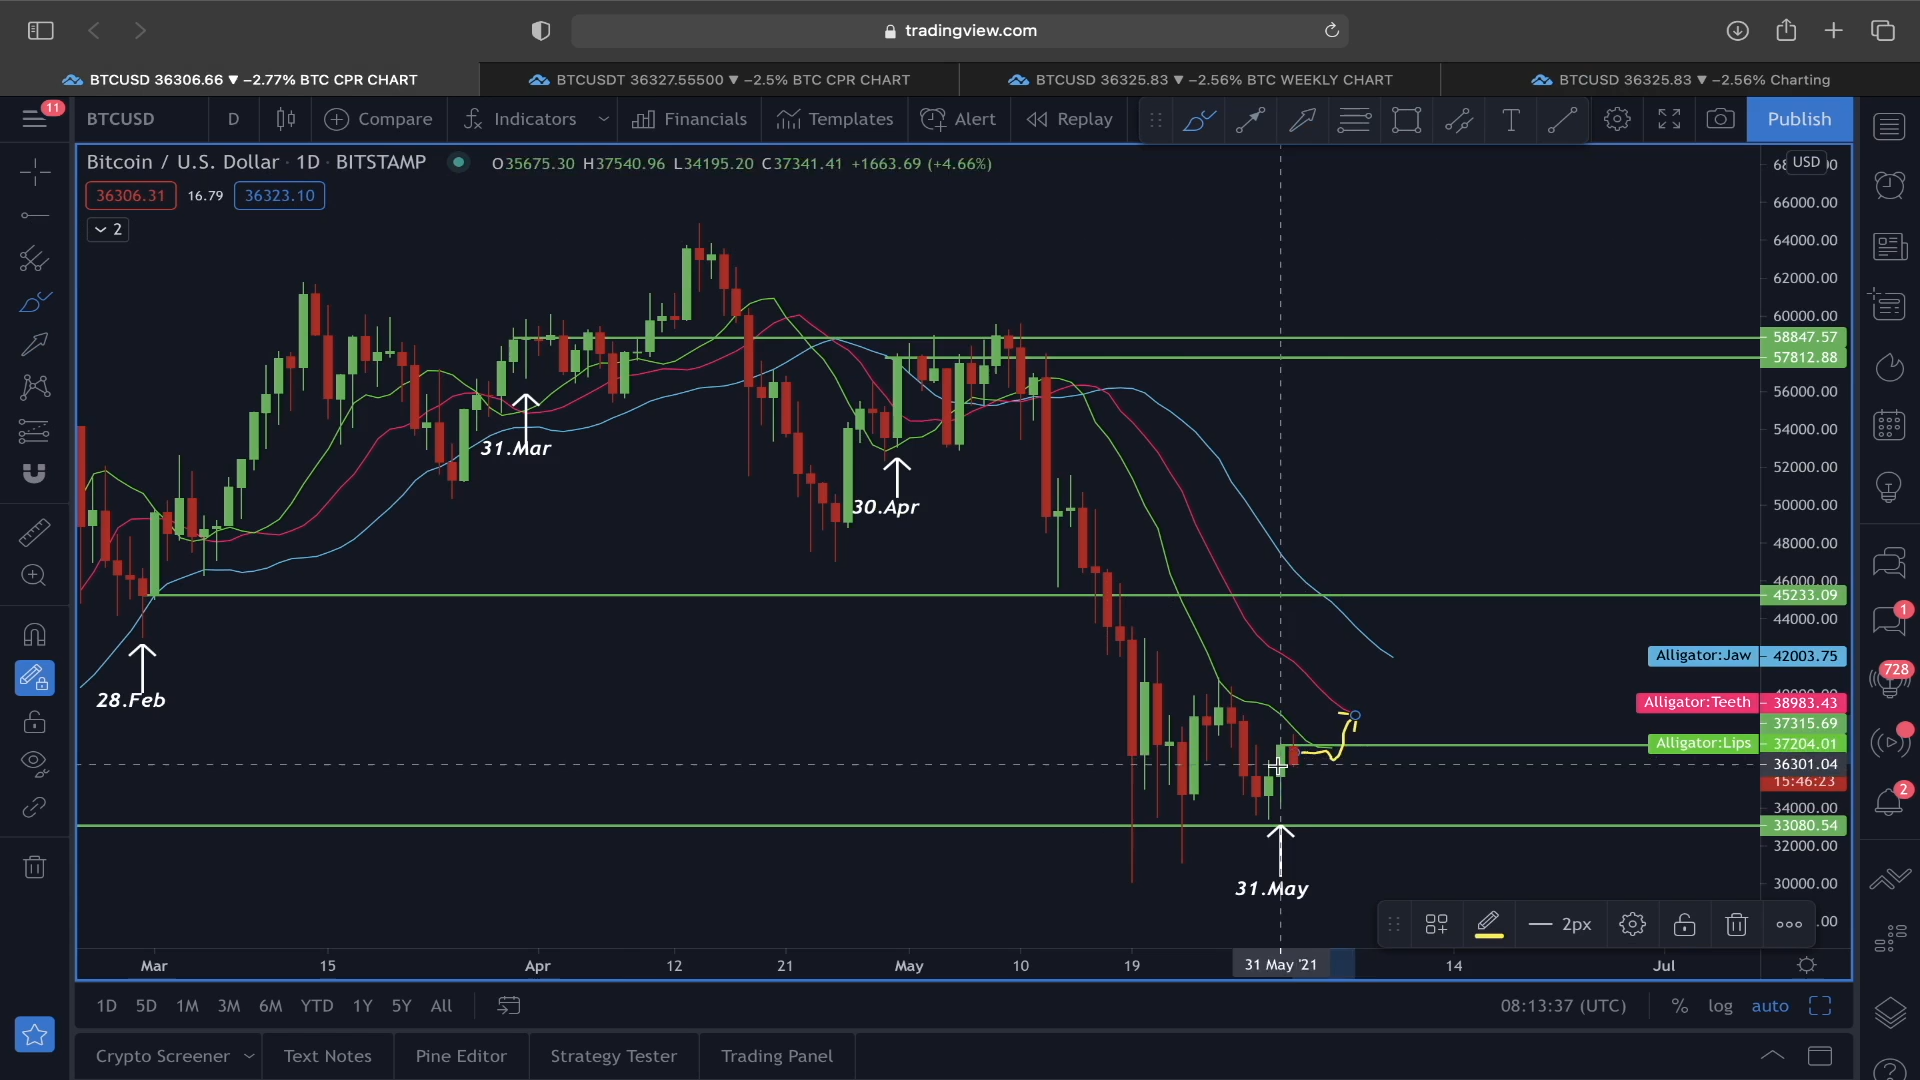 tradingview.com
BTCUSD 36306.66 ▼ −2.77% BTC CPR CHART
BTCUSDT 36327.55500 ▼ −2.5% BTC CPR CHART
BTCUSD 36325.83 ▼ −2.56% BTC WEEKLY CHART
BTCUSD 36325.83 ▼ −2.56% Charting
11
BTCUSD
D
Compare
Indicators
Financials
Templates
Alert
Replay
T
Publish
Bitcoin / U.S. Dollar · 1D · BITSTAMP
O35675.30 H37540.96 L34195.20 C37341.41 +1663.69 (+4.66%)
USD
36306.31
16.79
36323.10
2
66000.00
64000.00
62000.00
60000.00
58847.57
57812.88
56000.00
54000.00
52000.00
50000.00
48000.00
46000.00
45233.09
44000.00
Alligator:Jaw 42003.75
Alligator:Teeth 38983.43
37315.69
Alligator:Lips 37204.01
36301.04
15:46:23
34000.00
33080.54
32000.00
30000.00
.00
31.Mar
30.Apr
28.Feb
31.May
1
728
2
2px
Mar
15
Apr
12
21
May
10
19
31 May '21
14
Jul
1D
5D
1M
3M
6M
YTD
1Y
5Y
All
08:13:37 (UTC)
%
log
auto
Crypto Screener
Text Notes
Pine Editor
Strategy Tester
Trading Panel